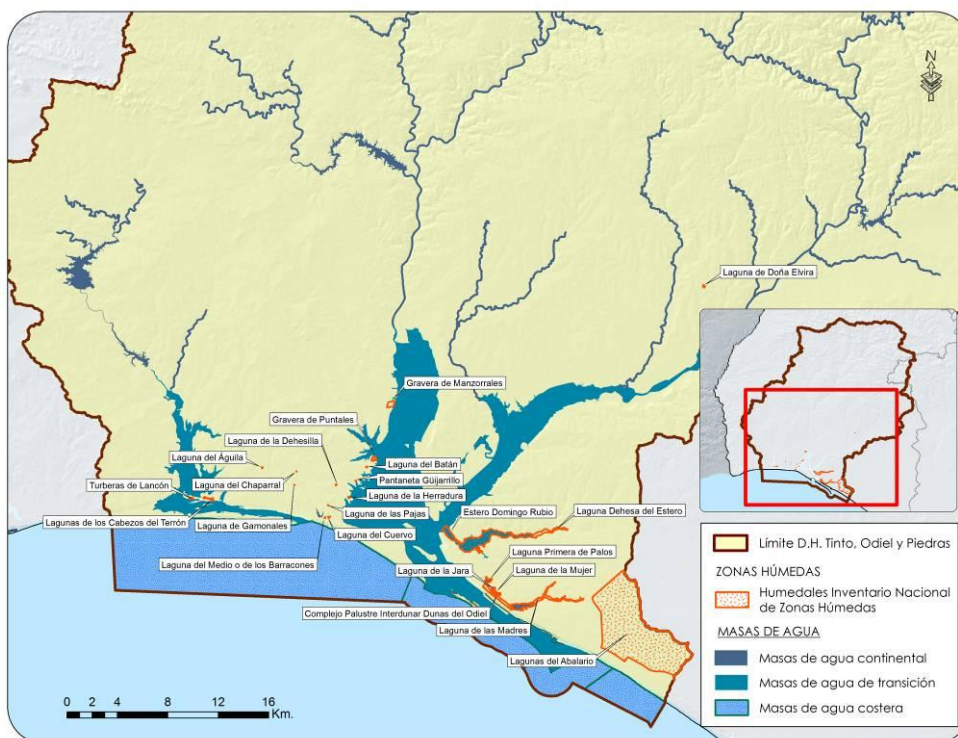 N
Laguna de Doña Elvira
Gravera de Manzorrales
Gravera de Puntales
Laguna de la Dehesilla
Laguna del Águila
Laguna del Batán
Laguna del Chaparral
Pantaneta Güijarrillo
Turberas de Lancón
Laguna de la Herradura
Laguna de las Pajas
Lagunas de los Cabezos del Terrón
Laguna de Gamonales
Estero Domingo Rubio
Laguna Dehesa del Estero
Laguna del Cuervo
Laguna Primera de Palos
Laguna del Medio o de los Barracones
Laguna de la Jara
Laguna de la Mujer
Complejo Palustre Interdunar Dunas del Odiel
Laguna de las Madres
Lagunas del Abalario
0 2 4 8 12 16
Km.
Límite D.H. Tinto, Odiel y Piedras
ZONAS HÚMEDAS
Humedales Inventario Nacional
de Zonas Húmedas
MASAS DE AGUA
Masas de agua continental
Masas de agua de transición
Masas de agua costera